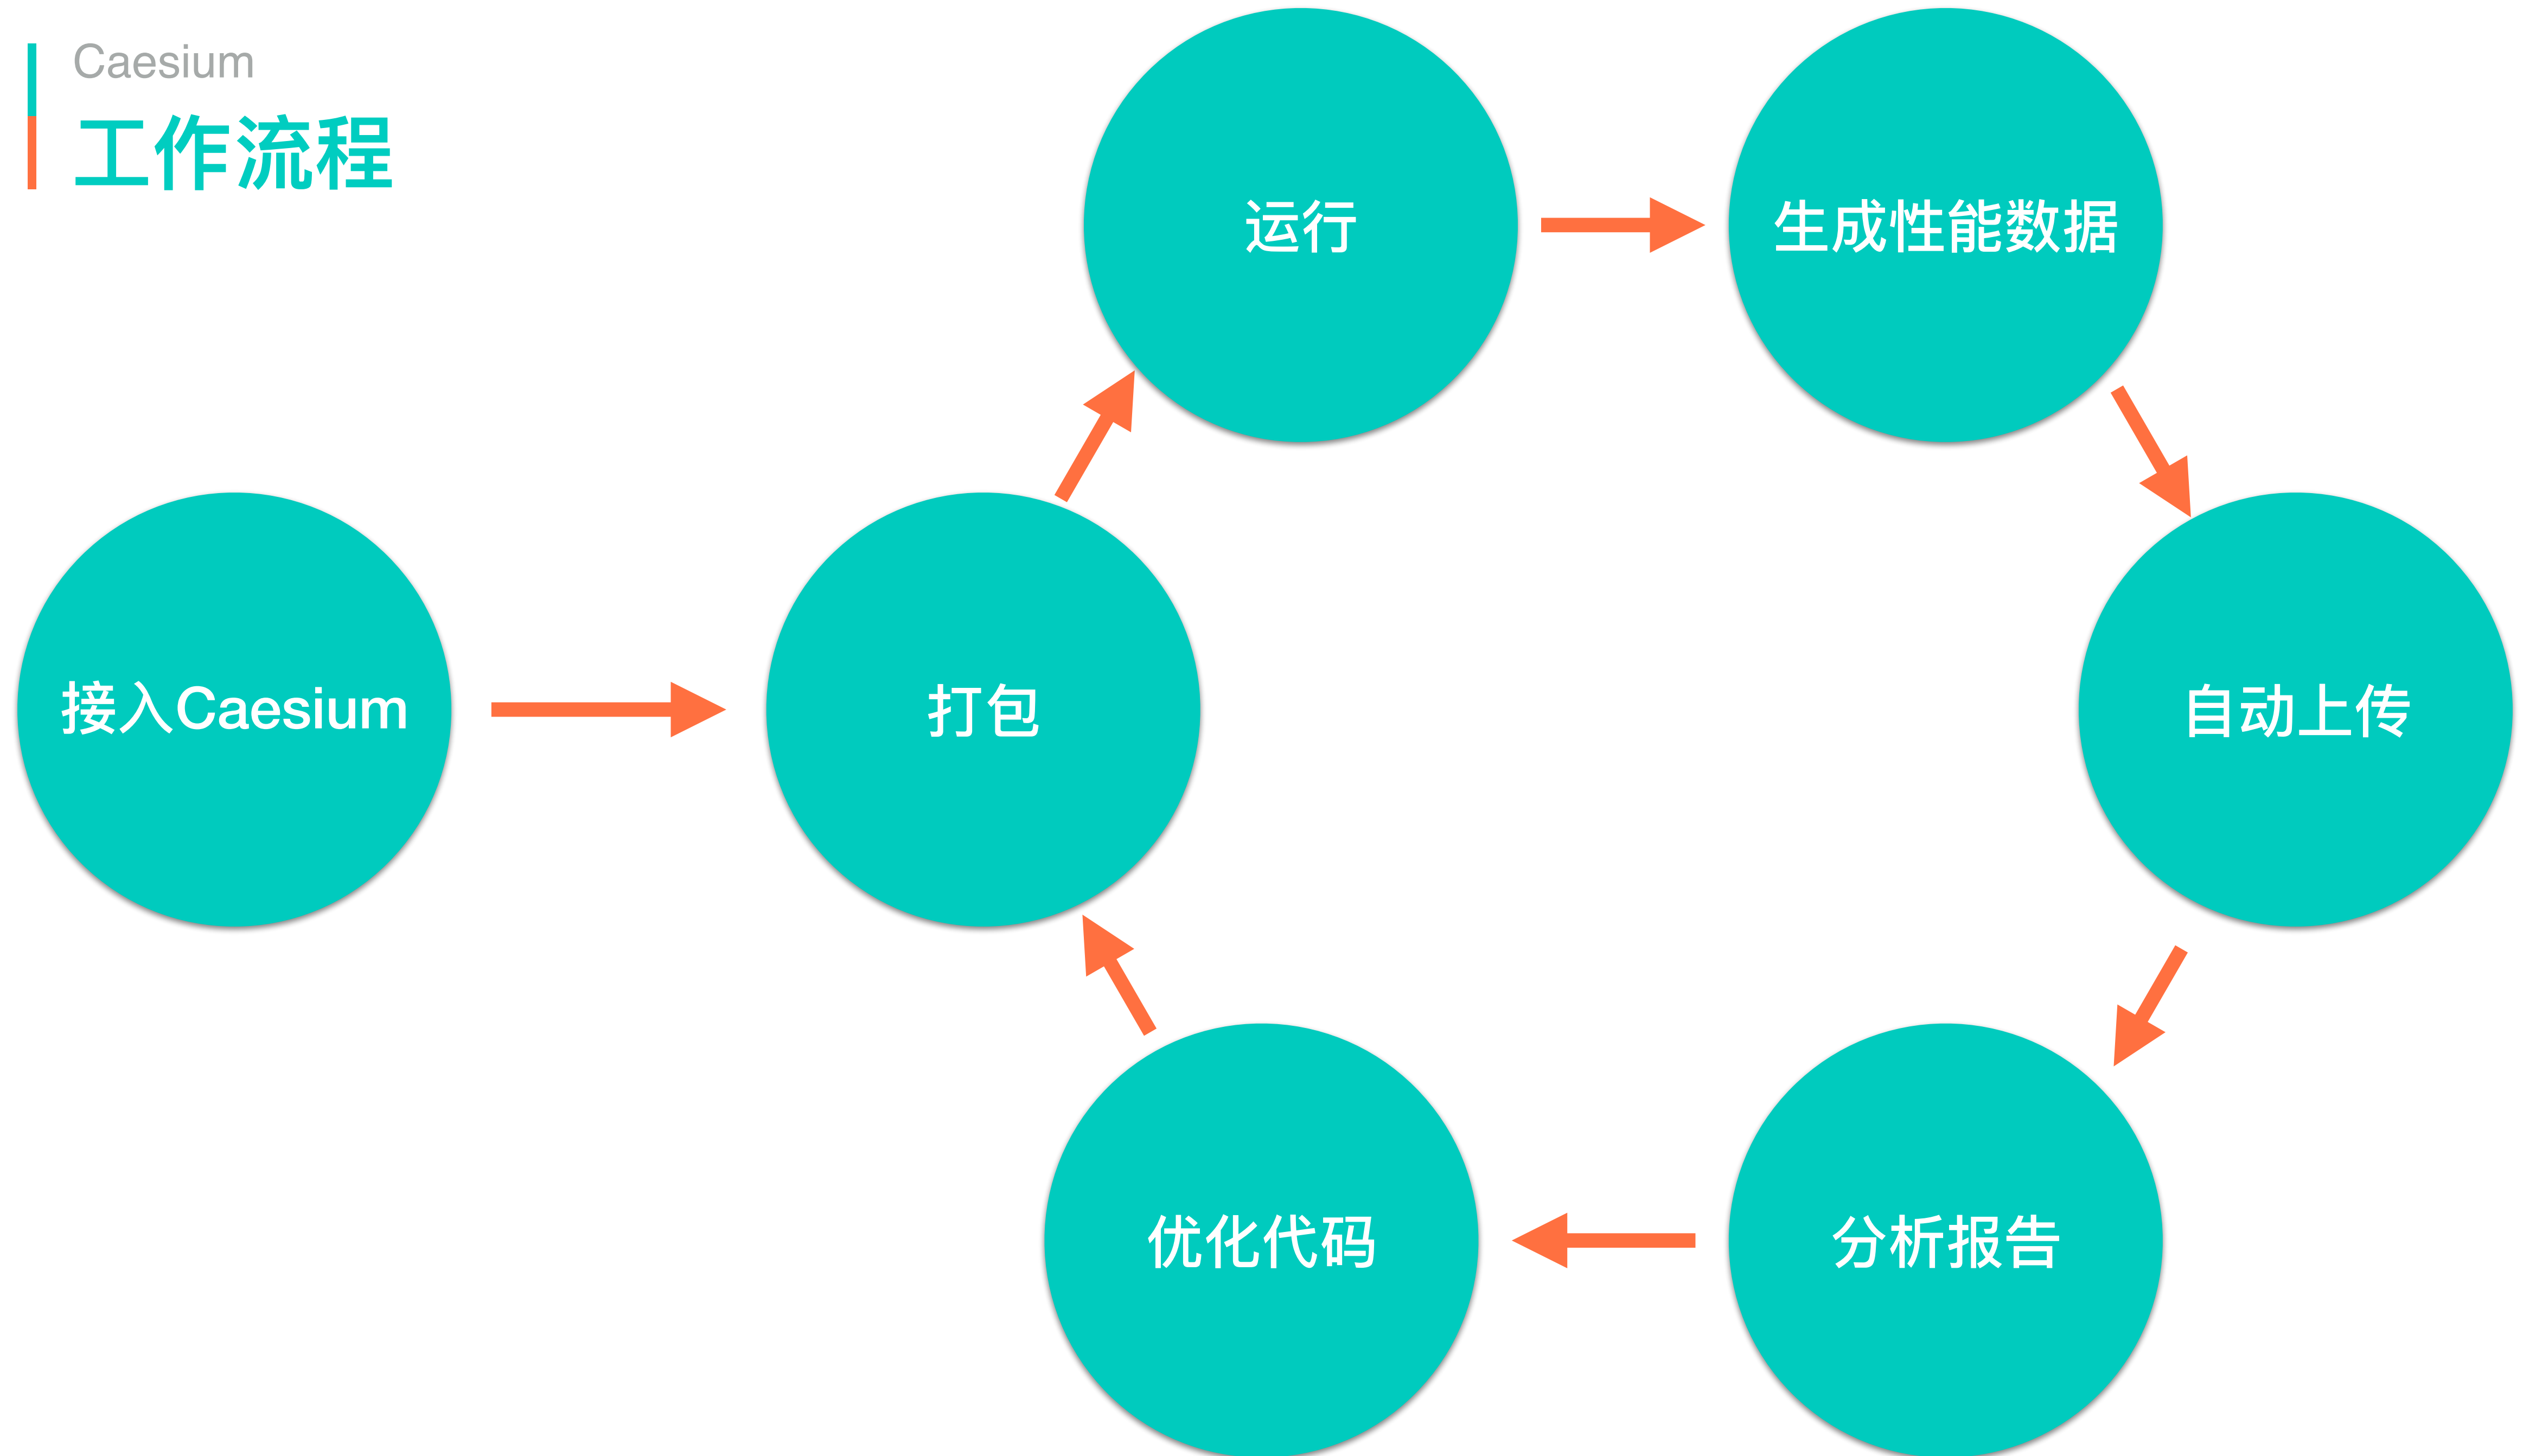 Caesium
工作流程
接入Caesium
打包
运行
生成性能数据
自动上传
分析报告
优化代码